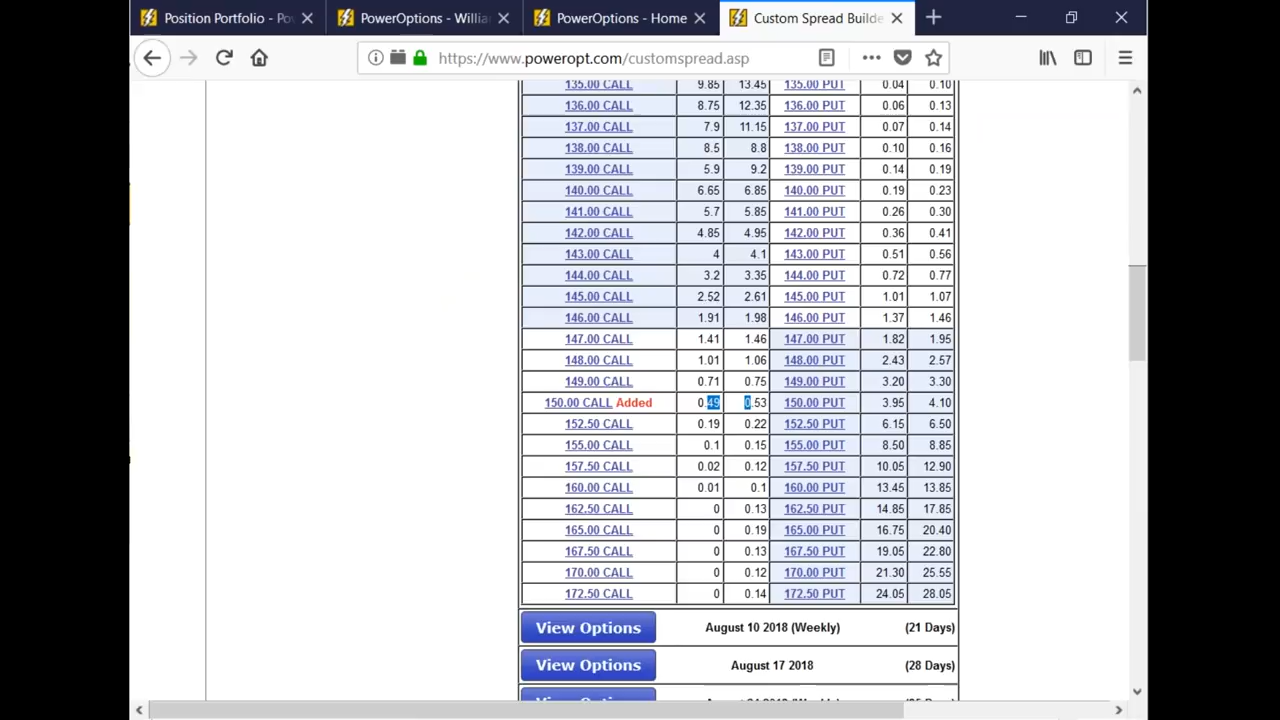 Position Portfolio - Po
PowerOptions - Willia
PowerOptions - Home
Custom Spread Builde
https://www.poweropt.com/customspread.asp
135.00 CALL 9.85 13.45 135.00 PUT 0.04 0.10
136.00 CALL 8.75 12.35 136.00 PUT 0.06 0.13
137.00 CALL 7.9 11.15 137.00 PUT 0.07 0.14
138.00 CALL 8.5 8.8 138.00 PUT 0.10 0.16
139.00 CALL 5.9 9.2 139.00 PUT 0.14 0.19
140.00 CALL 6.65 6.85 140.00 PUT 0.19 0.23
141.00 CALL 5.7 5.85 141.00 PUT 0.26 0.30
142.00 CALL 4.85 4.95 142.00 PUT 0.36 0.41
143.00 CALL 4 4.1 143.00 PUT 0.51 0.56
144.00 CALL 3.2 3.35 144.00 PUT 0.72 0.77
145.00 CALL 2.52 2.61 145.00 PUT 1.01 1.07
146.00 CALL 1.91 1.98 146.00 PUT 1.37 1.46
147.00 CALL 1.41 1.46 147.00 PUT 1.82 1.95
148.00 CALL 1.01 1.06 148.00 PUT 2.43 2.57
149.00 CALL 0.71 0.75 149.00 PUT 3.20 3.30
150.00 CALL Added 0.49 0.53 150.00 PUT 3.95 4.10
152.50 CALL 0.19 0.22 152.50 PUT 6.15 6.50
155.00 CALL 0.1 0.15 155.00 PUT 8.50 8.85
157.50 CALL 0.02 0.12 157.50 PUT 10.05 12.90
160.00 CALL 0.01 0.1 160.00 PUT 13.45 13.85
162.50 CALL 0 0.13 162.50 PUT 14.85 17.85
165.00 CALL 0 0.19 165.00 PUT 16.75 20.40
167.50 CALL 0 0.13 167.50 PUT 19.05 22.80
170.00 CALL 0 0.12 170.00 PUT 21.30 25.55
172.50 CALL 0 0.14 172.50 PUT 24.05 28.05
View Options August 10 2018 (Weekly) (21 Days)
View Options August 17 2018 (28 Days)